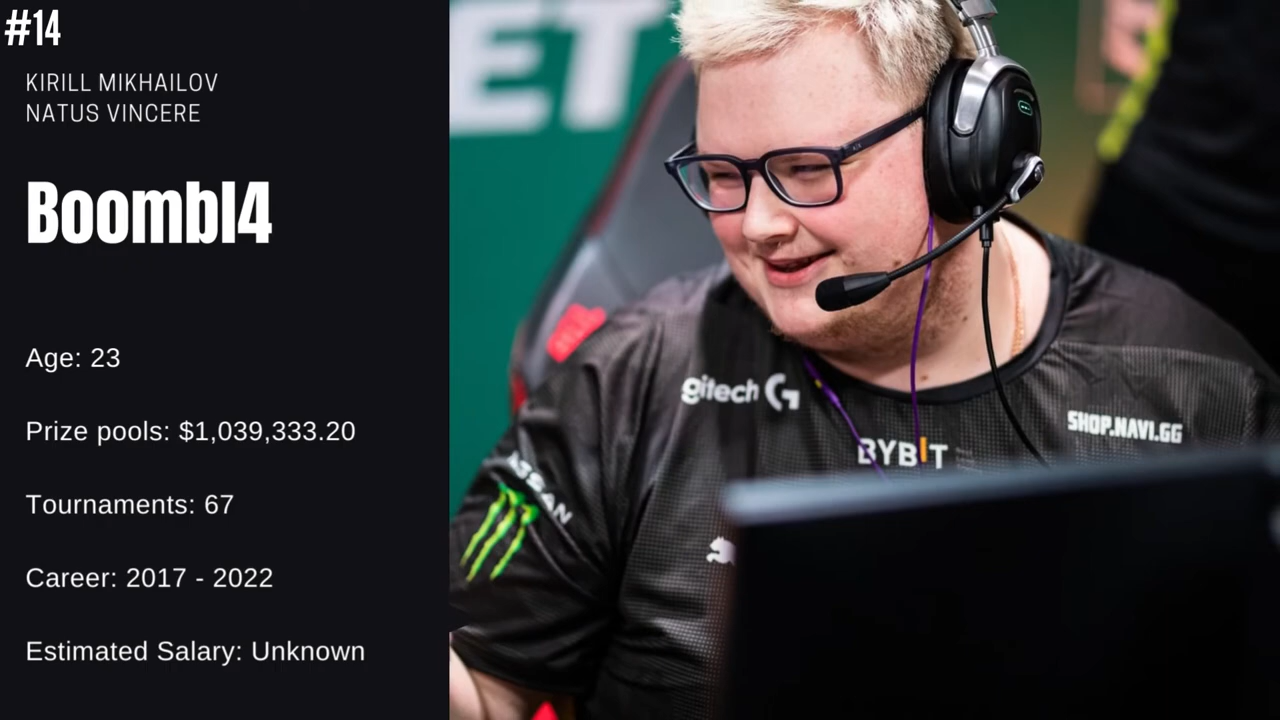 #14
KIRILL MIKHAILOV
NATUS VINCERE
Boombl4
Age: 23
Prize pools: $1,039,333.20
Tournaments: 67
Career: 2017 - 2022
Estimated Salary: Unknown
ET
gitech G
BYBIT
SHOP.NAVI.GG